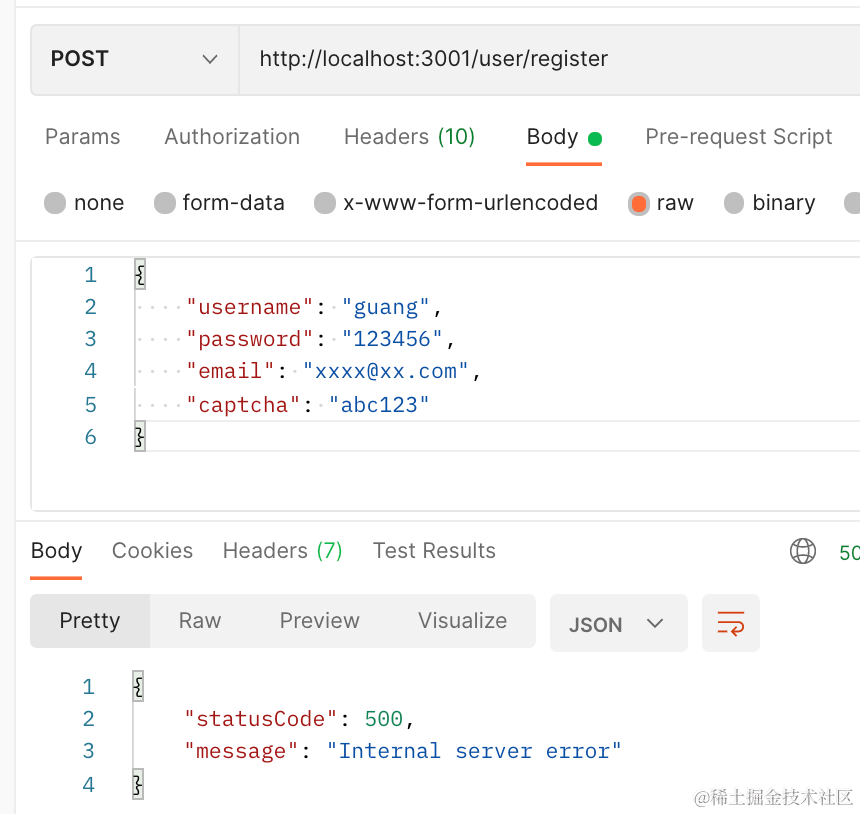 POST http://localhost:3001/user/register
Params Authorization Headers (10) Body Pre-request Script
none form-data x-www-form-urlencoded raw binary
1 {
2 "username": "guang",
3 "password": "123456",
4 "email": "xxxx@xx.com",
5 "captcha": "abc123"
6 }
Body Cookies Headers (7) Test Results 50
Pretty Raw Preview Visualize JSON
1 {
2 "statusCode": 500,
3 "message": "Internal server error"
4 }
@稀土掘金技术社区